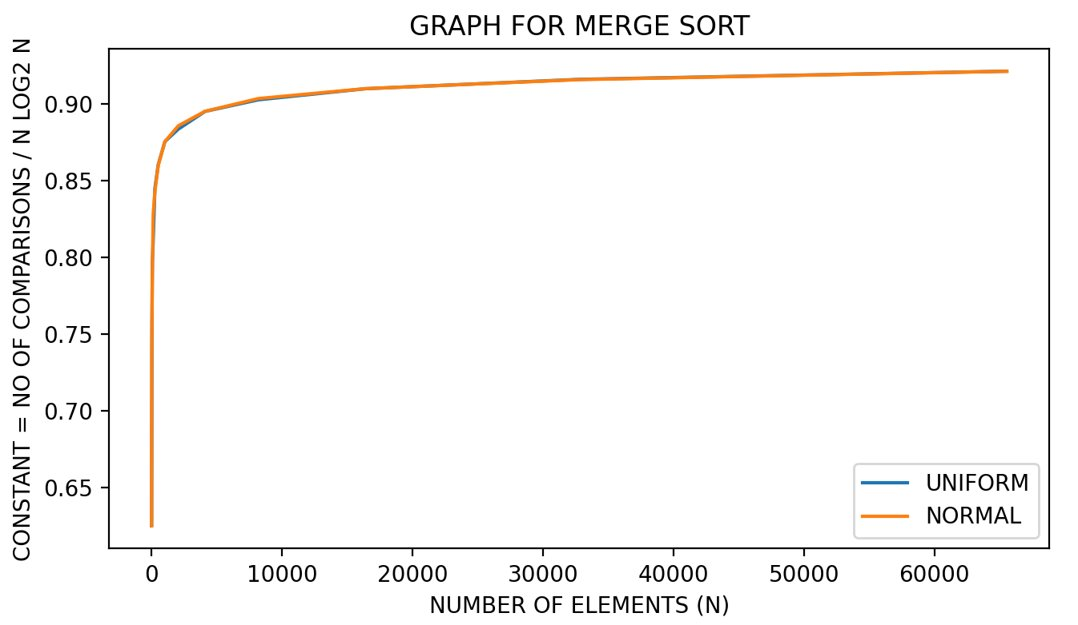 GRAPH FOR MERGE SORT
CONSTANT = NO OF COMPARISONS / N LOG2 N
0.90
0.85
0.80
0.75
0.70
0.65
UNIFORM
NORMAL
0 10000 20000 30000 40000 50000 60000
NUMBER OF ELEMENTS (N)